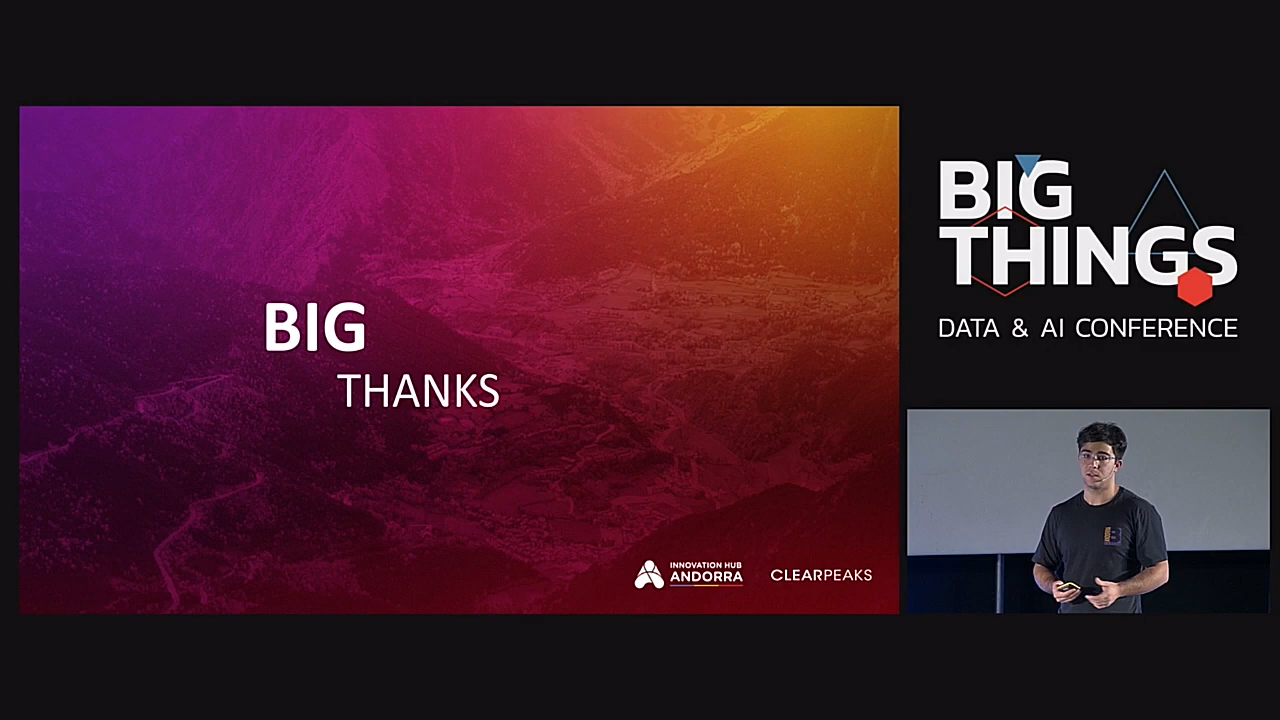 BIG
THANKS
INNOVATION HUB
ANDORRA
CLEARPEAKS
BIG
THINGS
DATA & AI CONFERENCE